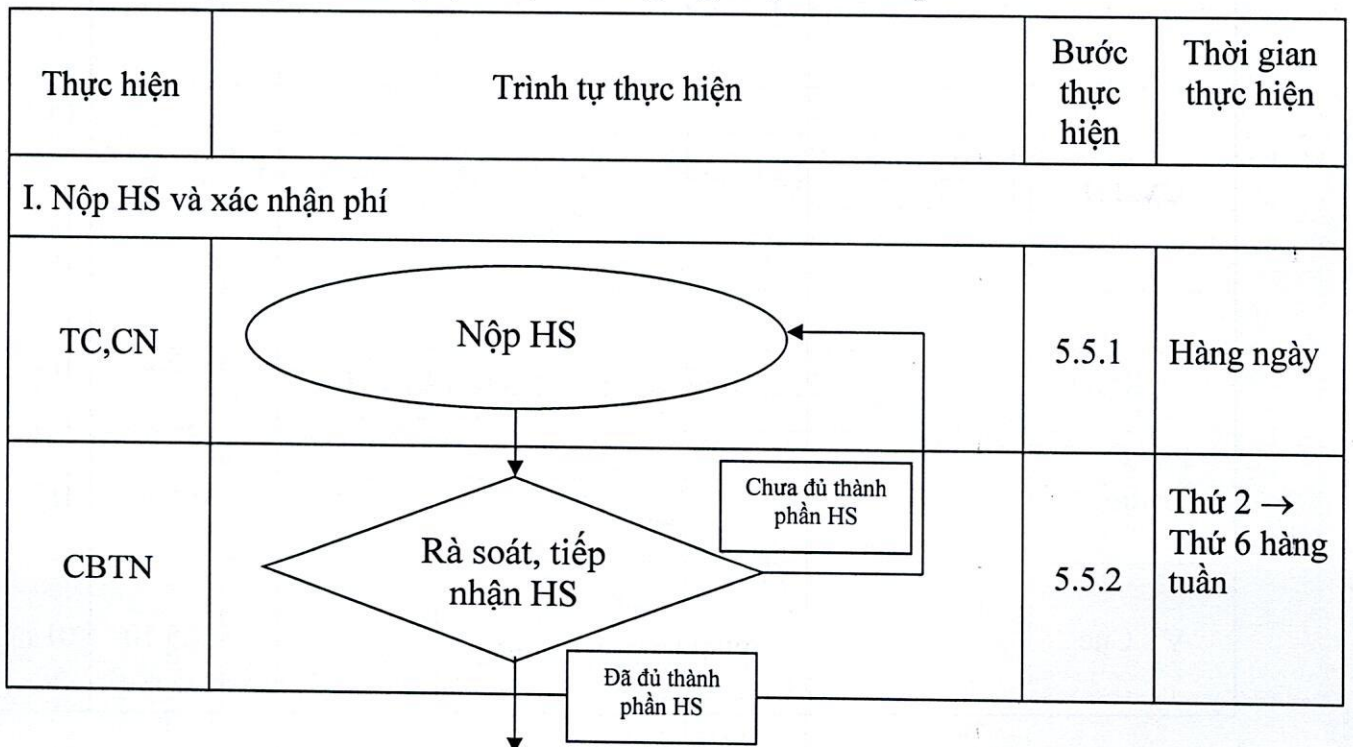 Thực hiện
Trình tự thực hiện
Bước
thực
hiện
Thời gian
thực hiện
I. Nộp HS và xác nhận phí
TC,CN
Nộp HS
5.5.1
Hàng ngày
CBTN
Rà soát, tiếp
nhận HS
Chưa đủ thành
phần HS
5.5.2
Thứ 2 →
Thứ 6 hàng
tuần
Đã đủ thành
phần HS